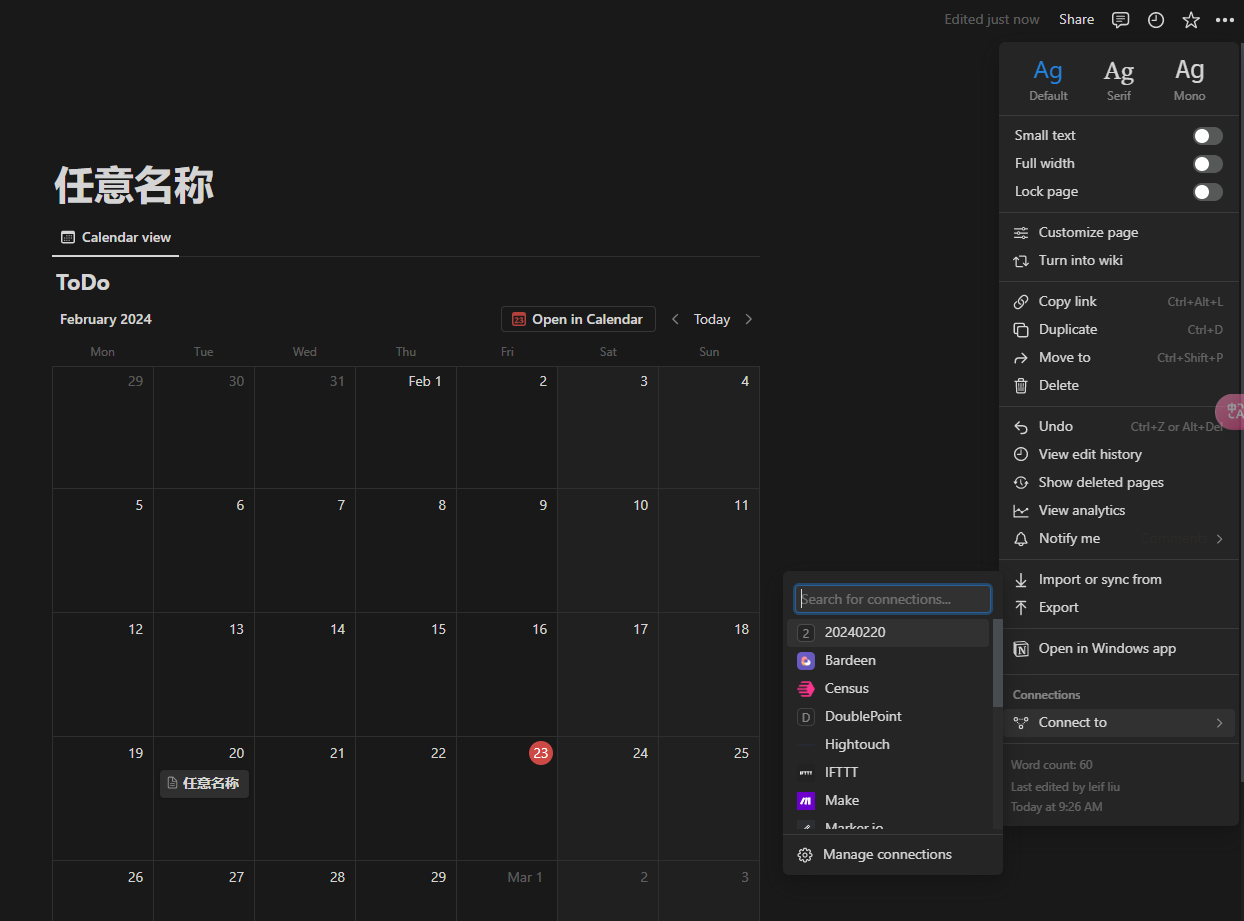 Edited just now Share
Ag Ag Ag
Default Serif Mono
Small text
Full width
Lock page
Customize page
Turn into wiki
Copy link Ctrl+Alt+L
Duplicate Ctrl+D
Move to Ctrl+Shift+P
Delete
Undo Ctrl+Z or Alt+Del
View edit history
Show deleted pages
View analytics
Notify me Comments
Import or sync from
Export
Open in Windows app
Connections
Connect to
Word count: 60
Last edited by leif liu
Today at 9:26 AM
任意名称
Calendar view
ToDo
February 2024 23 Open in Calendar Today
Mon Tue Wed Thu Fri Sat Sun
29 30 31 Feb 1 2 3 4
5 6 7 8 9 10 11
12 13 14 15 16 17 18
19 20 21 22 23 24 25
任意名称
26 27 28 29 Mar 1 2 3
Search for connections...
2 20240220
Bardeen
Census
D DoublePoint
Hightouch
IFTTT
Make
Marker.io
Manage connections